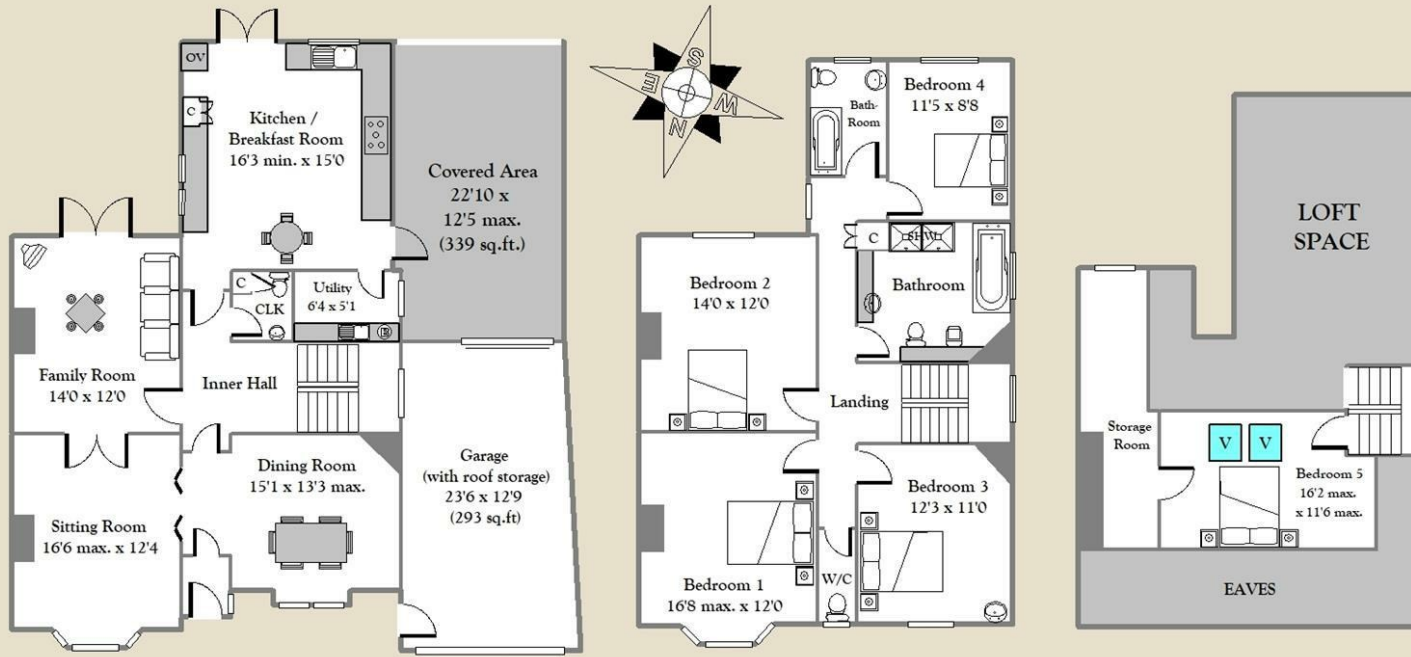 OV
C
Kitchen /
Breakfast Room
16'3 min. x 15'0
Covered Area
22'10 x
12'5 max.
(339 sq.ft.)
C
CLK
Utility
6'4 x 5'1
Family Room
14'0 x 12'0
Inner Hall
Sitting Room
16'6 max. x 12'4
Dining Room
15'1 x 13'3 max.
Garage
(with roof storage)
23'6 x 12'9
(293 sq.ft)
S
E
W
N
Bath-
Room
Bedroom 4
11'5 x 8'8
C
SHWR
Bathroom
Bedroom 2
14'0 x 12'0
Landing
Bedroom 1
16'8 max. x 12'0
W/C
Bedroom 3
12'3 x 11'0
LOFT
SPACE
Storage
Room
V
V
Bedroom 5
16'2 max.
x 11'6 max.
EAVES